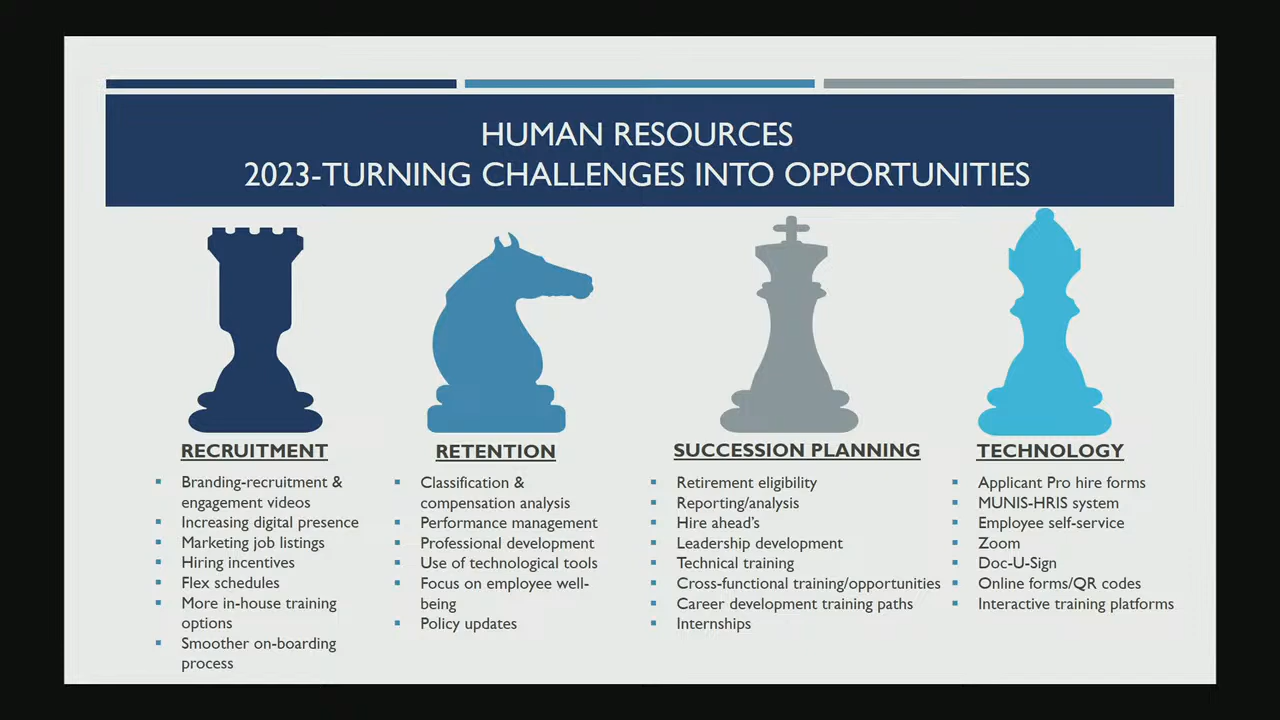 HUMAN RESOURCES
2023-TURNING CHALLENGES INTO OPPORTUNITIES
RECRUITMENT
Branding-recruitment &
engagement videos
Increasing digital presence
Marketing job listings
Hiring incentives
Flex schedules
More in-house training
options
Smoother on-boarding
process
RETENTION
Classification &
compensation analysis
Performance management
Professional development
Use of technological tools
Focus on employee well-
being
Policy updates
SUCCESSION PLANNING
Retirement eligibility
Reporting/analysis
Hire ahead's
Leadership development
Technical training
Cross-functional training/opportunities
Career development training paths
Internships
TECHNOLOGY
Applicant Pro hire forms
MUNIS-HRIS system
Employee self-service
Zoom
Doc-U-Sign
Online forms/QR codes
Interactive training platforms